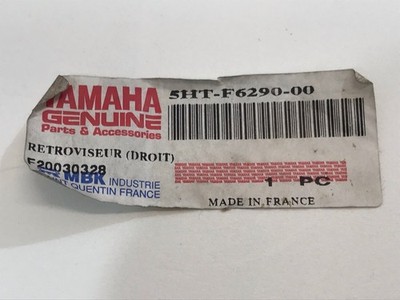 YAMAHA
GENUINE
Parts & Accessories
5HT-F6290-00
RETROVISEUR (DROIT)
F20030328
MBK INDUSTRIE
QUENTIN FRANCE
1 PC
MADE IN FRANCE